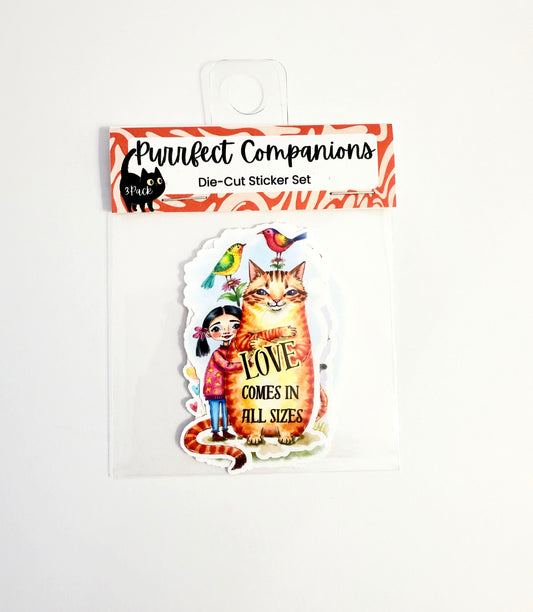 Purrfect Companions
Die-Cut Sticker Set
3 Pack
LOVE
COMES IN
ALL SIZES